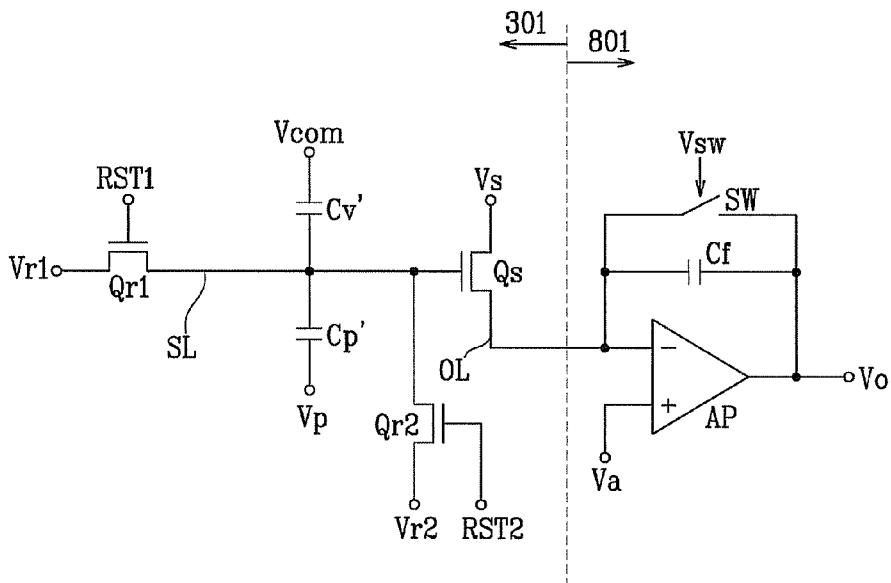 301
801
Vcom
Vsw
RST1
Vs
SW
Cv'
Cf
Vr1
Qr1
Qs
SL
Cp'
OL
−
Vo
Vp
Qr2
+
AP
Va
Vr2
RST2